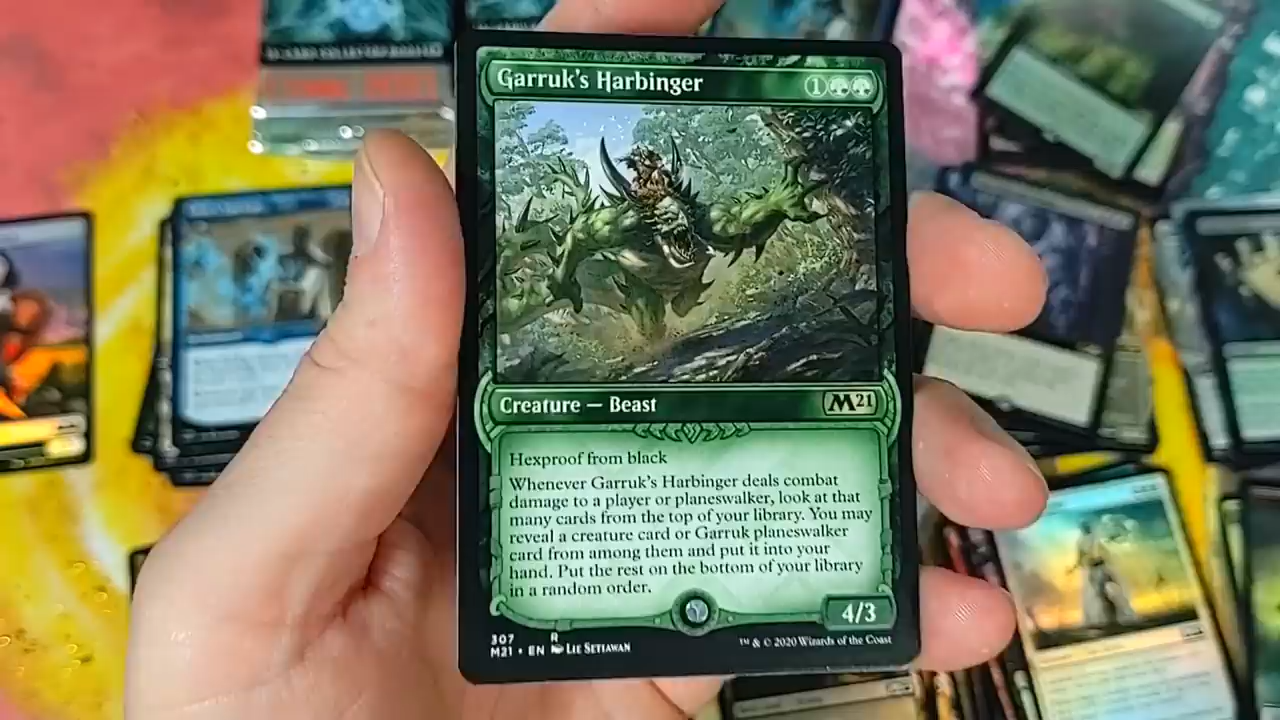 Garruk's Harbinger 1
Creature — Beast M21
Hexproof from black
Whenever Garruk's Harbinger deals combat
damage to a player or planeswalker, look at that
many cards from the top of your library. You may
reveal a creature card or Garruk planeswalker
card from among them and put it into your
hand. Put the rest on the bottom of your library
in a random order.
4/3
307 R
M21 • EN LIE SETIAWAN
™ & © 2020 Wizards of the Coast